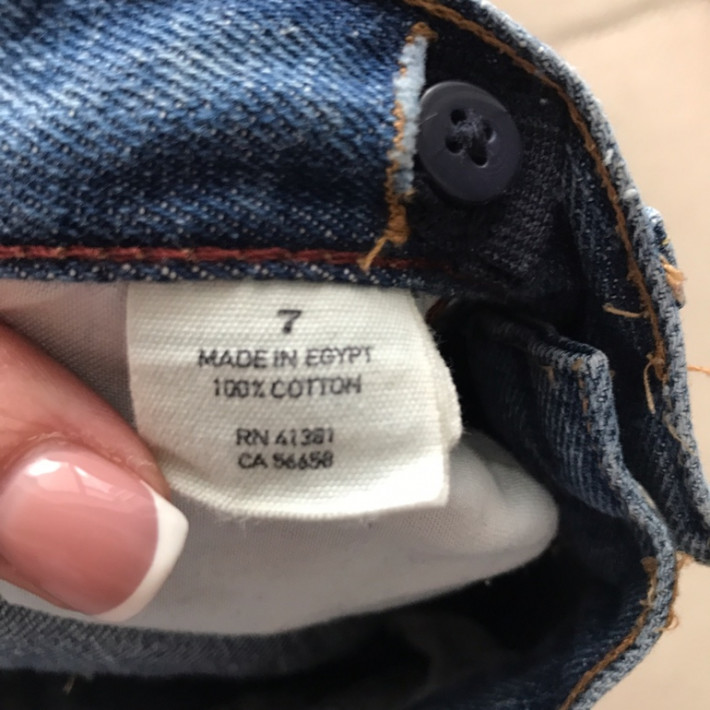 7
MADE IN EGYPT
100% COTTON
RN 41381
CA 56658